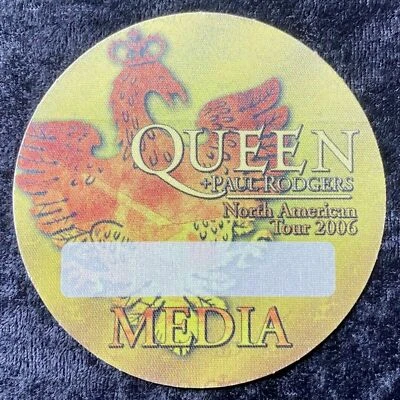 QUEEN
+PAUL RODGERS
North American
Tour 2006
MEDIA